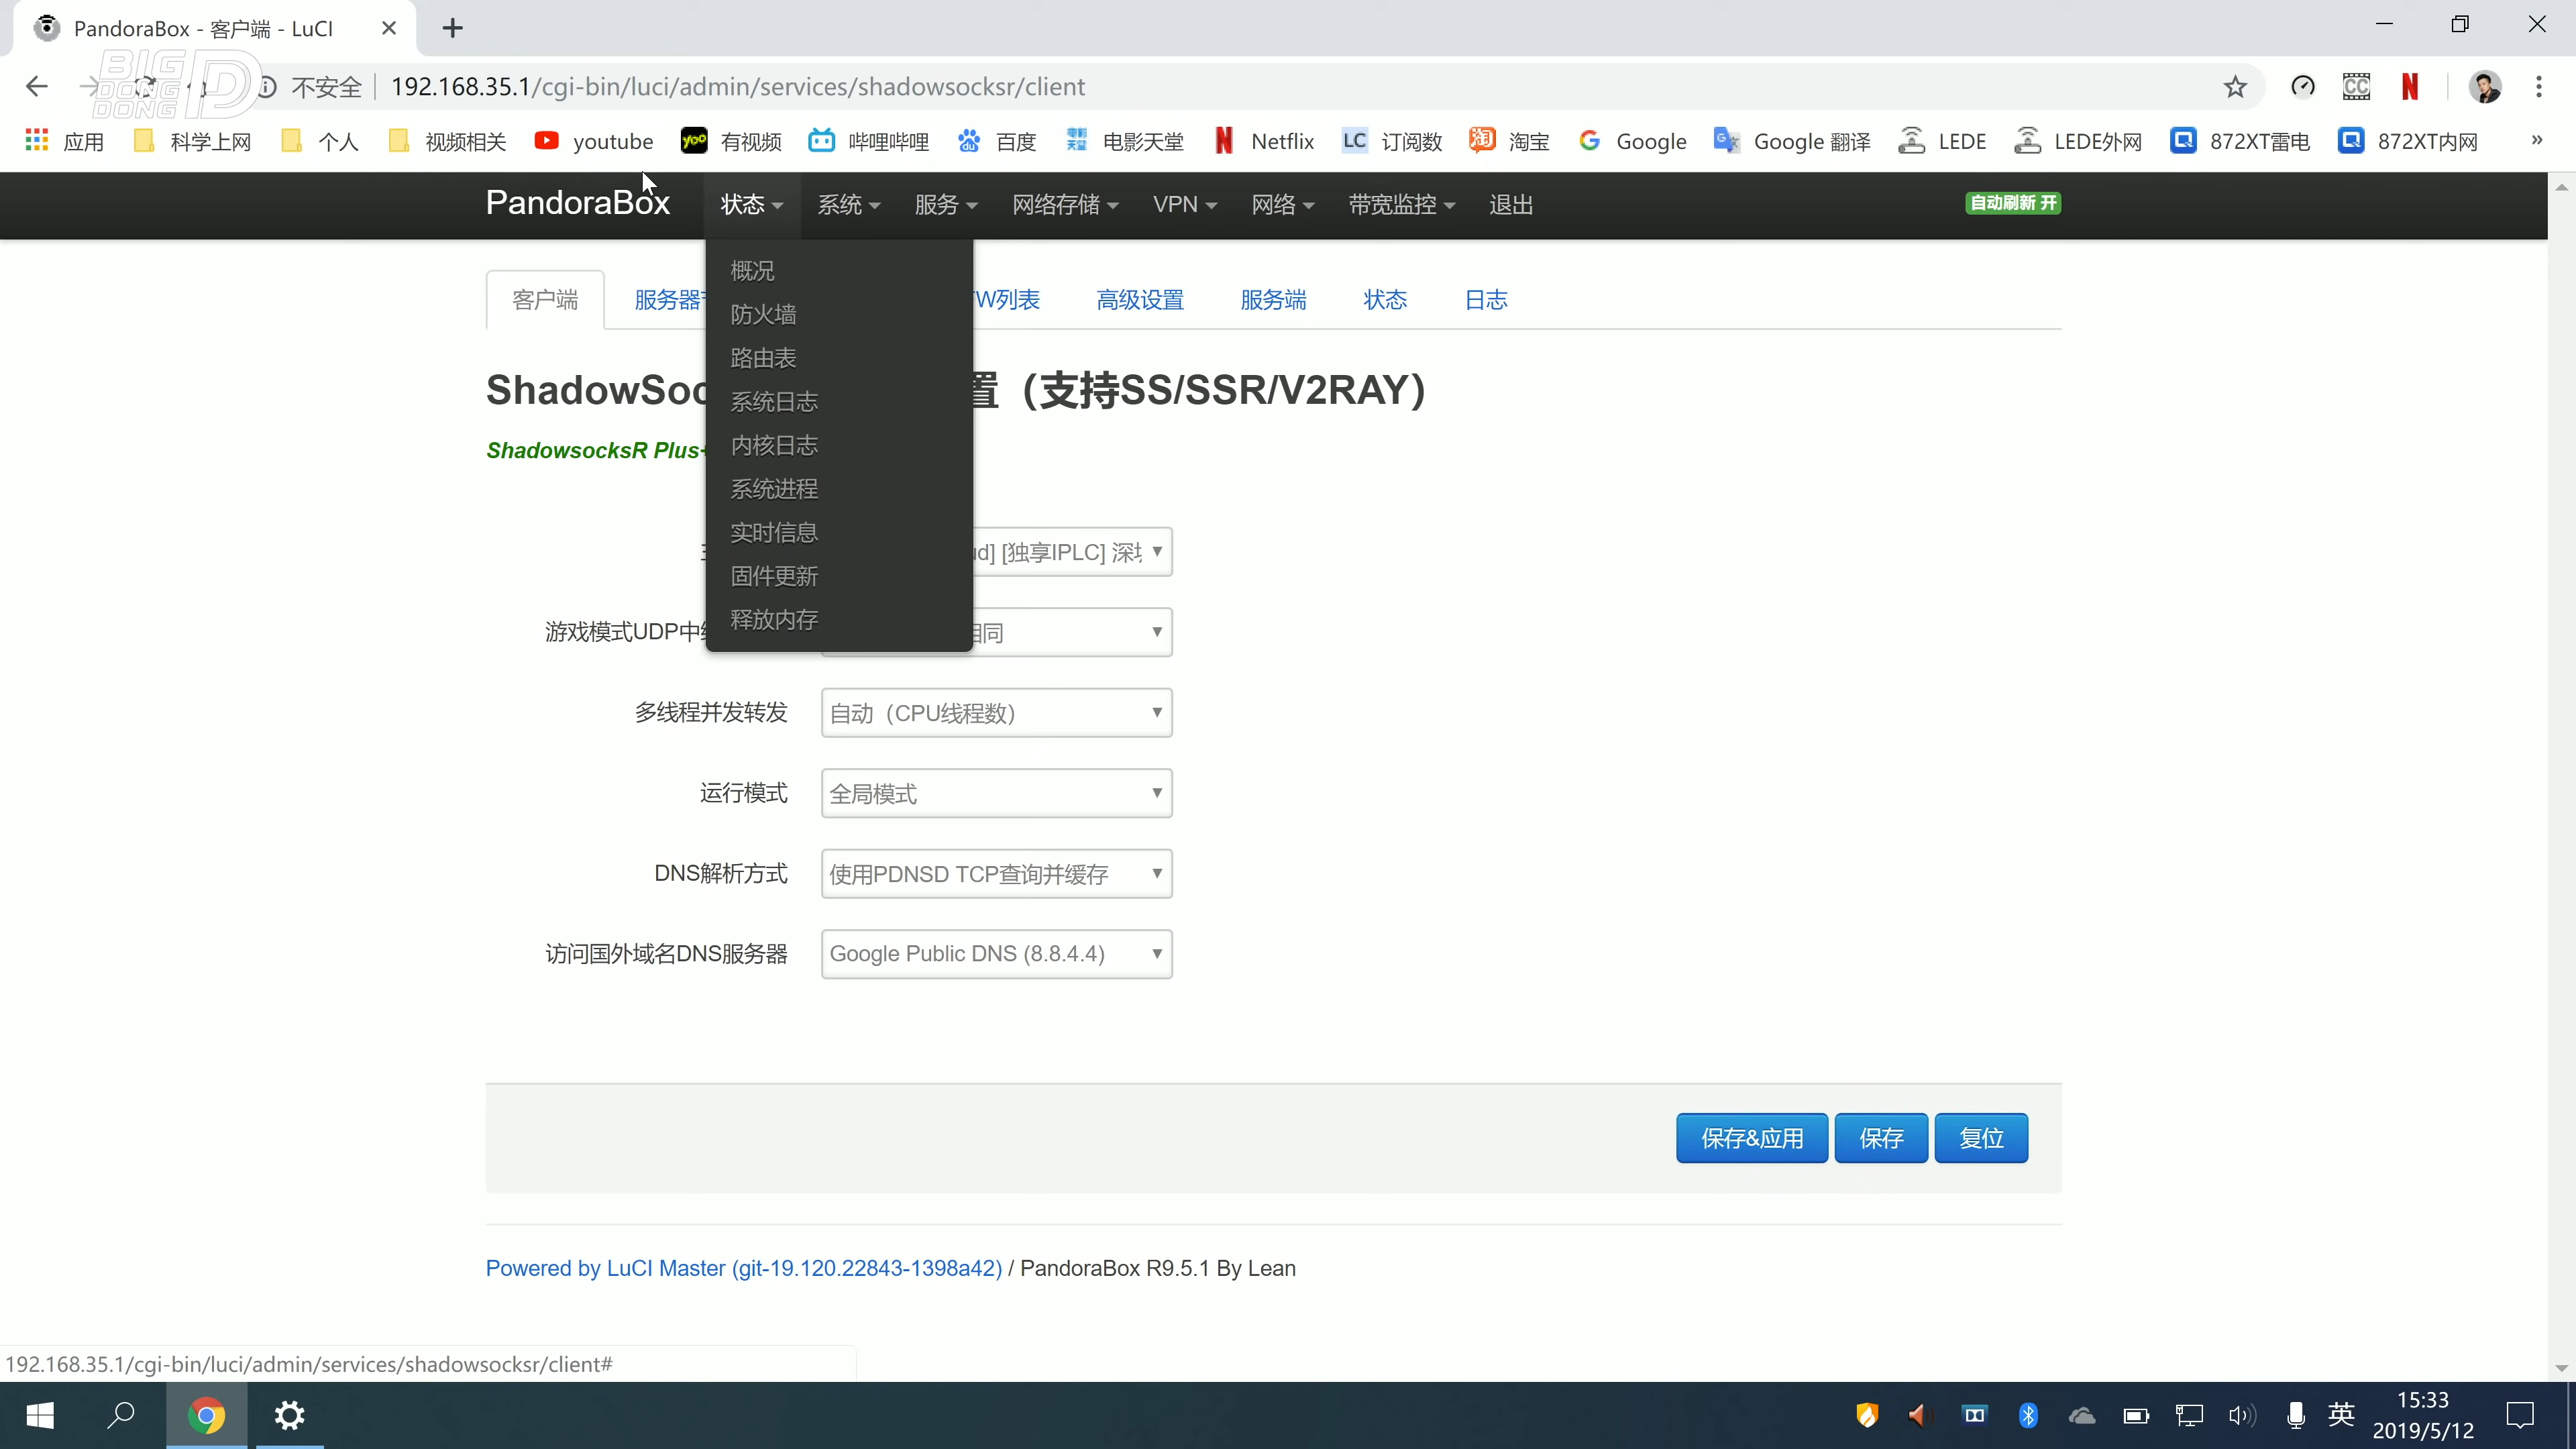 PandoraBox - 客户端 - LuCI
BIG
DONG
DONG
D
不安全
192.168.35.1/cgi-bin/luci/admin/services/shadowsocksr/client
应用
科学上网
个人
视频相关
youtube
有视频
哔哩哔哩
百度
电影天堂
Netflix
LC 订阅数
淘 淘宝
Google
Google 翻译
LEDE
LEDE外网
872XT雷电
872XT内网
PandoraBox
状态
系统
服务
网络存储
VPN
网络
带宽监控
退出
自动刷新 开
概况
防火墙
路由表
系统日志
内核日志
系统进程
实时信息
固件更新
释放内存
客户端
服务器
W列表
高级设置
服务端
状态
日志
ShadowSoc 置（支持SS/SSR/V2RAY）
ShadowsocksR Plus+
[独享IPLC] 深圳
游戏模式UDP中继
相同
多线程并发转发
自动（CPU线程数）
运行模式
全局模式
DNS解析方式
使用PDNSD TCP查询并缓存
访问国外域名DNS服务器
Google Public DNS (8.8.4.4)
保存&应用
保存
复位
Powered by LuCI Master (git-19.120.22843-1398a42) / PandoraBox R9.5.1 By Lean
192.168.35.1/cgi-bin/luci/admin/services/shadowsocksr/client#
英
15:33
2019/5/12